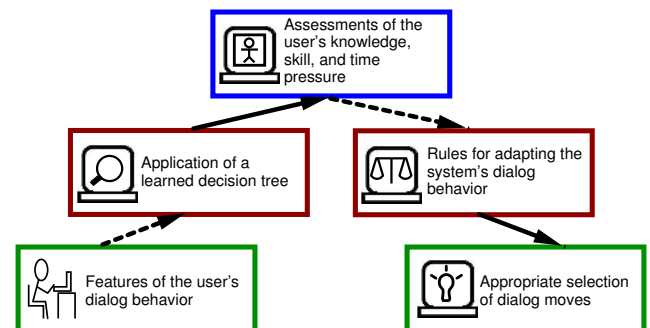 Assessments of the
user's knowledge,
skill, and time
pressure
Application of a
learned decision tree
Rules for adapting the
system's dialog
behavior
Features of the user's
dialog behavior
Appropriate selection
of dialog moves